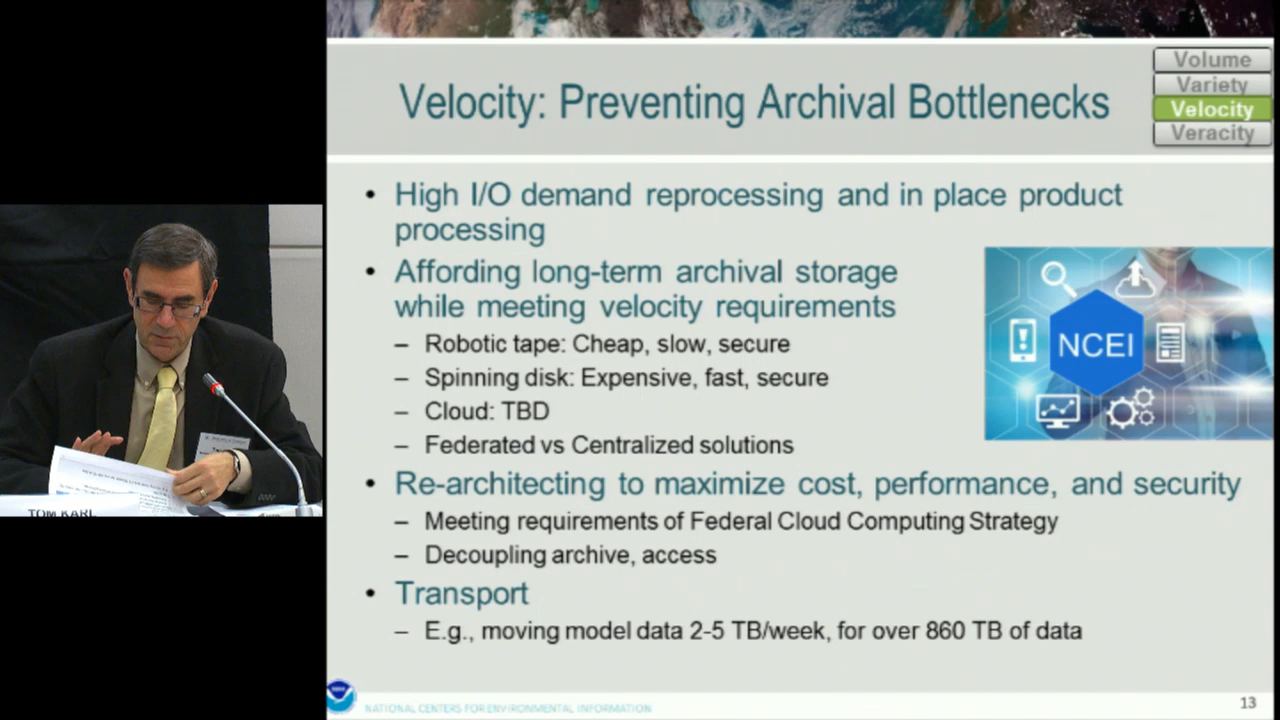 Volume
Variety
Velocity
Veracity
Velocity: Preventing Archival Bottlenecks
• High I/O demand reprocessing and in place product
processing
• Affording long-term archival storage
while meeting velocity requirements
– Robotic tape: Cheap, slow, secure
– Spinning disk: Expensive, fast, secure
– Cloud: TBD
– Federated vs Centralized solutions
NCEI
• Re-architecting to maximize cost, performance, and security
– Meeting requirements of Federal Cloud Computing Strategy
– Decoupling archive, access
• Transport
– E.g., moving model data 2-5 TB/week, for over 860 TB of data
NATIONAL CENTERS FOR ENVIRONMENTAL INFORMATION
13
TOM KARL